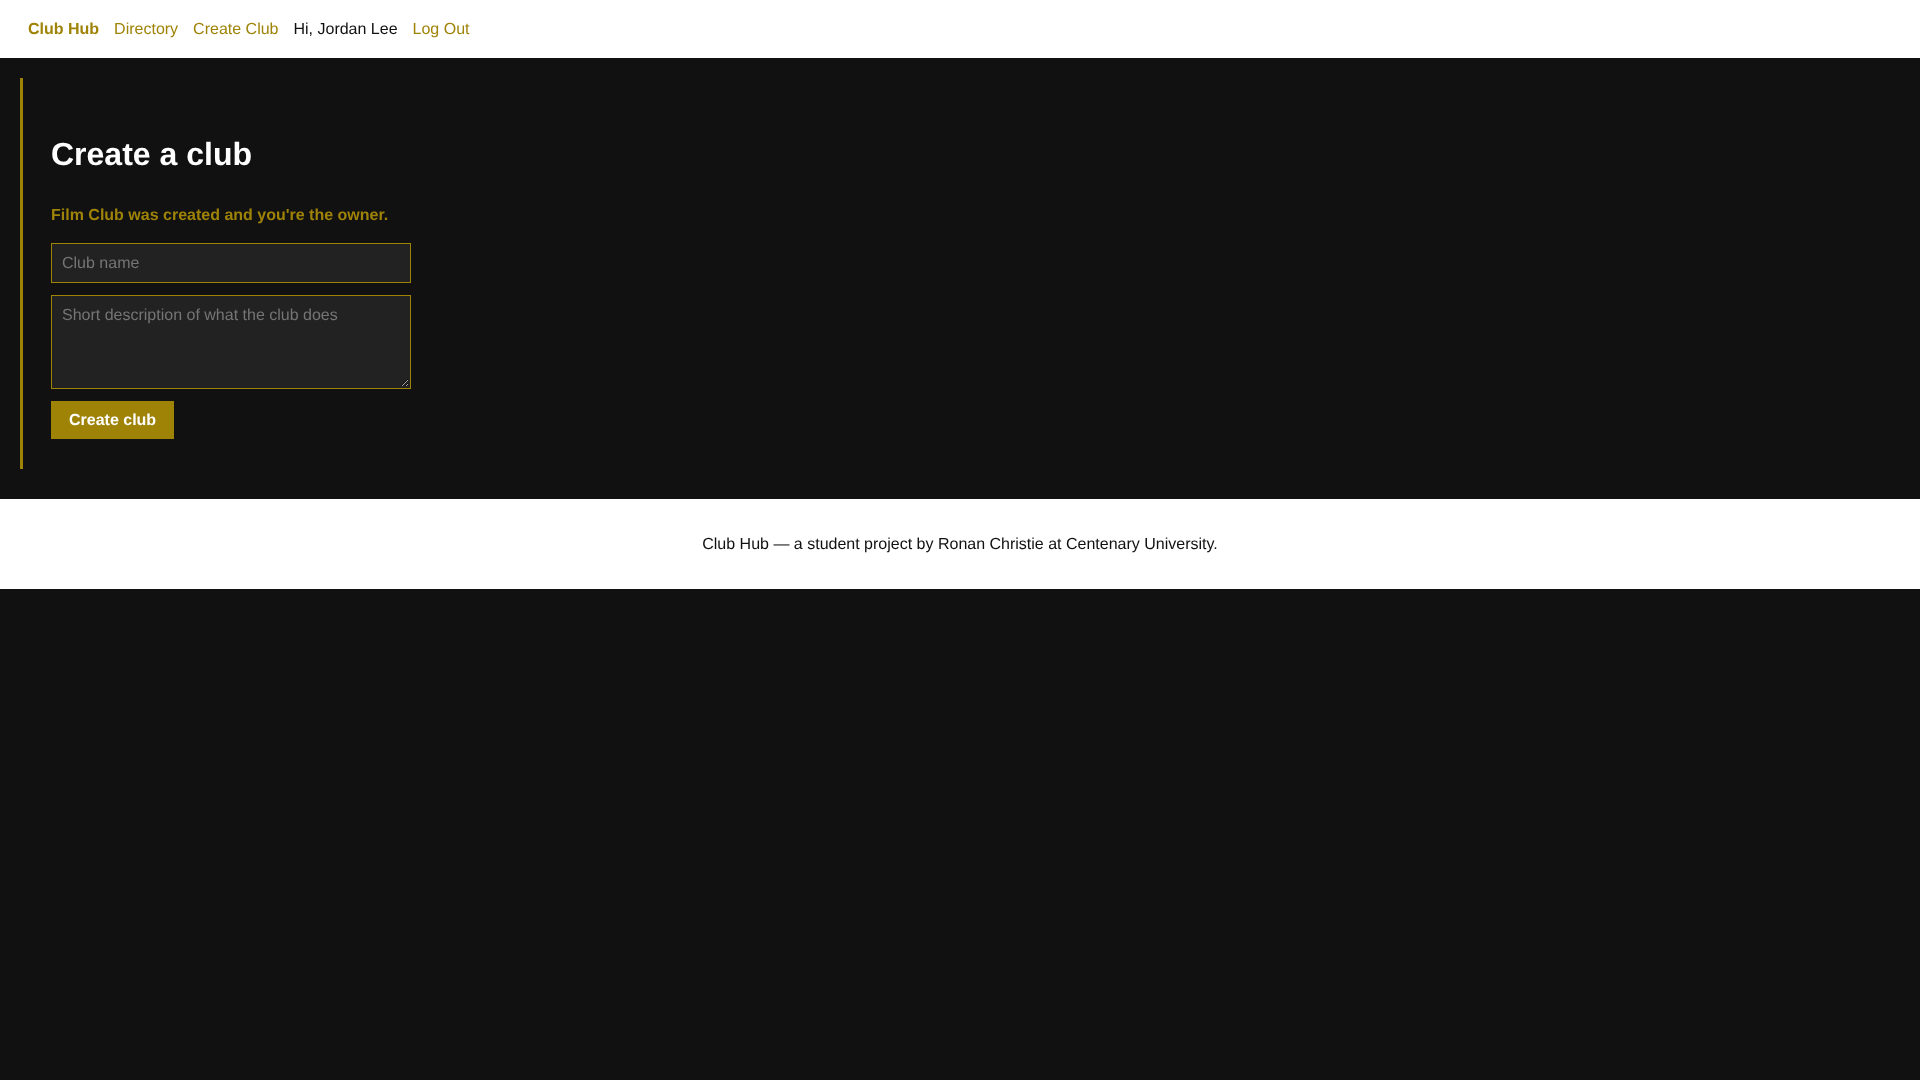 Club Hub Directory Create Club Hi, Jordan Lee Log Out
Create a club
Film Club was created and you're the owner.
Club name
Short description of what the club does
Create club
Club Hub — a student project by Ronan Christie at Centenary University.